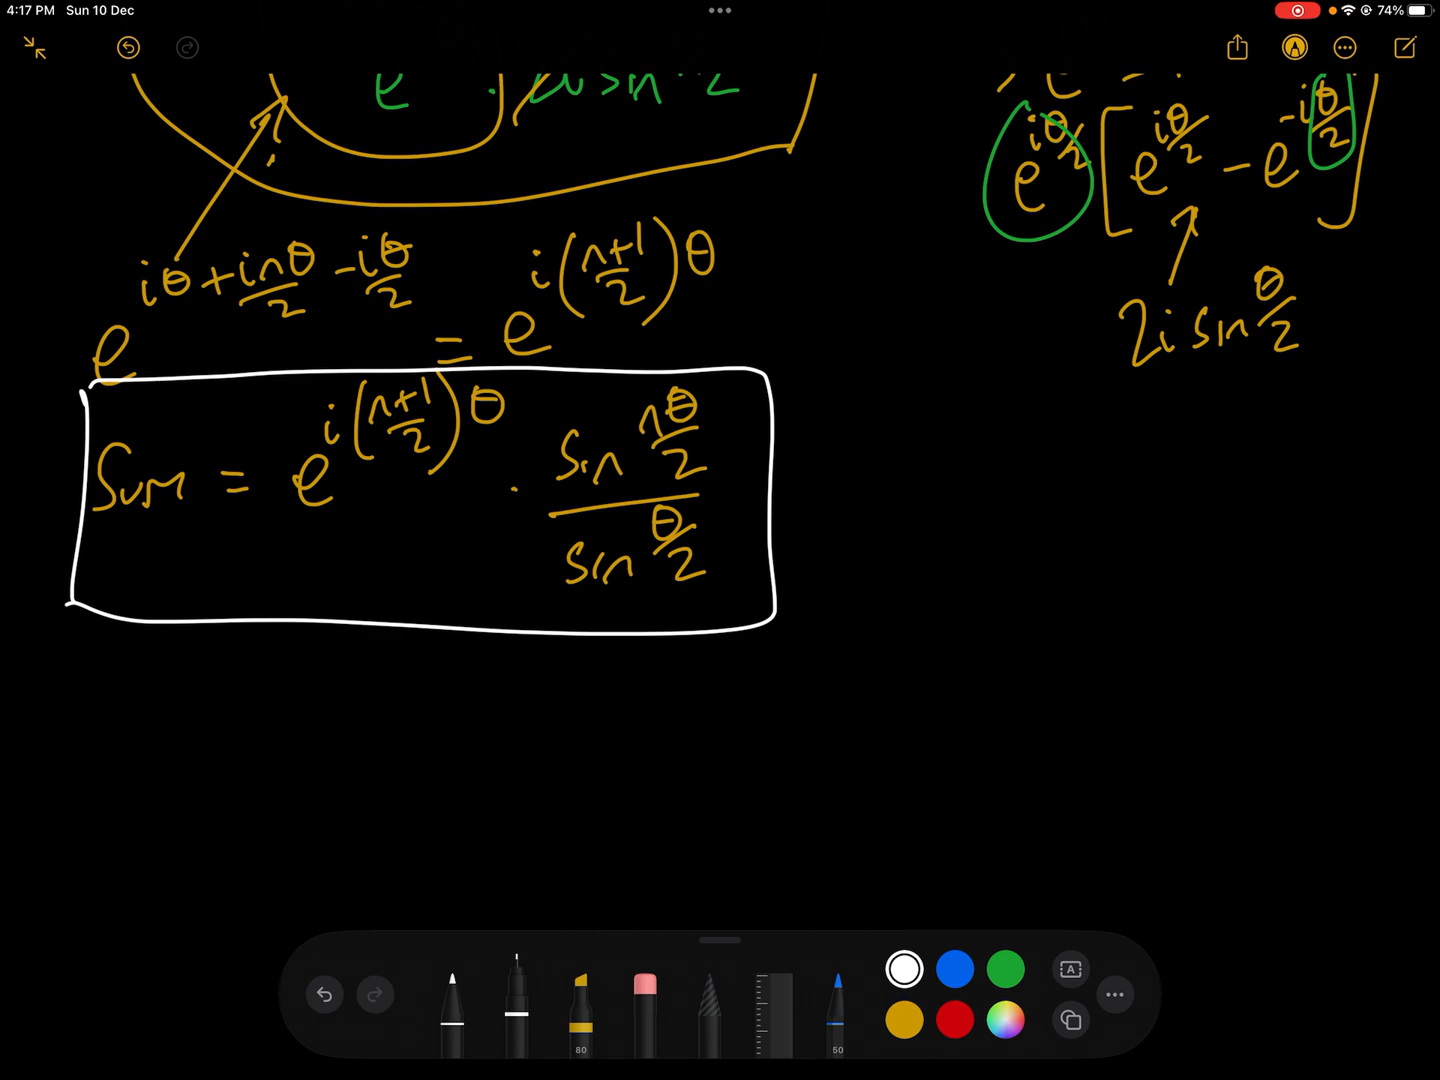 4:17 PM Sun 10 Dec
74%
e^{iθ/2} [e^{iθ/2} - e^{-iθ/2}]
2i sin θ/2
e^{iθ + inθ/2 - iθ/2} = e^{i(n+1/2)θ}
Sum = e^{i(n+1/2)θ} · sin nθ/2 / sin θ/2
80
50
A